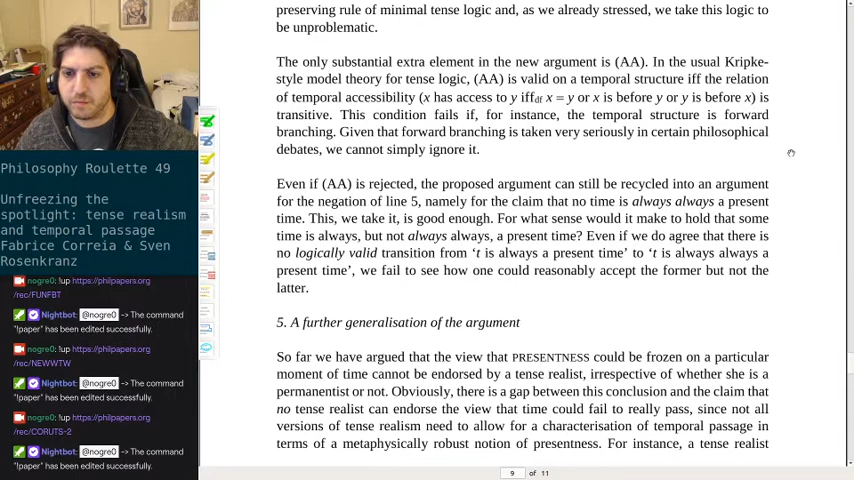 preserving rule of minimal tense logic and, as we already stressed, we take this logic to
be unproblematic.
The only substantial extra element in the new argument is (AA). In the usual Kripke-
style model theory for tense logic, (AA) is valid on a temporal structure iff the relation
of temporal accessibility (x has access to y iffdf x = y or x is before y or y is before x) is
transitive. This condition fails if, for instance, the temporal structure is forward
branching. Given that forward branching is taken very seriously in certain philosophical
debates, we cannot simply ignore it.
Even if (AA) is rejected, the proposed argument can still be recycled into an argument
for the negation of line 5, namely for the claim that no time is always always a present
time. This, we take it, is good enough. For what sense would it make to hold that some
time is always, but not always always, a present time? Even if we do agree that there is
no logically valid transition from ‘t is always a present time’ to ‘t is always always a
present time’, we fail to see how one could reasonably accept the former but not the
latter.
5. A further generalisation of the argument
So far we have argued that the view that PRESENTNESS could be frozen on a particular
moment of time cannot be endorsed by a tense realist, irrespective of whether she is a
permanentist or not. Obviously, there is a gap between this conclusion and the claim that
no tense realist can endorse the view that time could fail to really pass, since not all
versions of tense realism need to allow for a characterisation of temporal passage in
terms of a metaphysically robust notion of presentness. For instance, a tense realist
9 of 11
Philosophy Roulette 49
Unfreezing the
spotlight: tense realism
and temporal passage
Fabrice Correia & Sven
Rosenkranz
nogre0: !up https://philpapers.org
/rec/FUNFBT
Nightbot: @nogre0 -> The command
"!paper" has been edited successfully.
nogre0: !up https://philpapers.org
/rec/NEWWTW
Nightbot: @nogre0 -> The command
"!paper" has been edited successfully.
nogre0: !up https://philpapers.org
/rec/CORUTS-2
Nightbot: @nogre0 -> The command
"!paper" has been edited successfully.